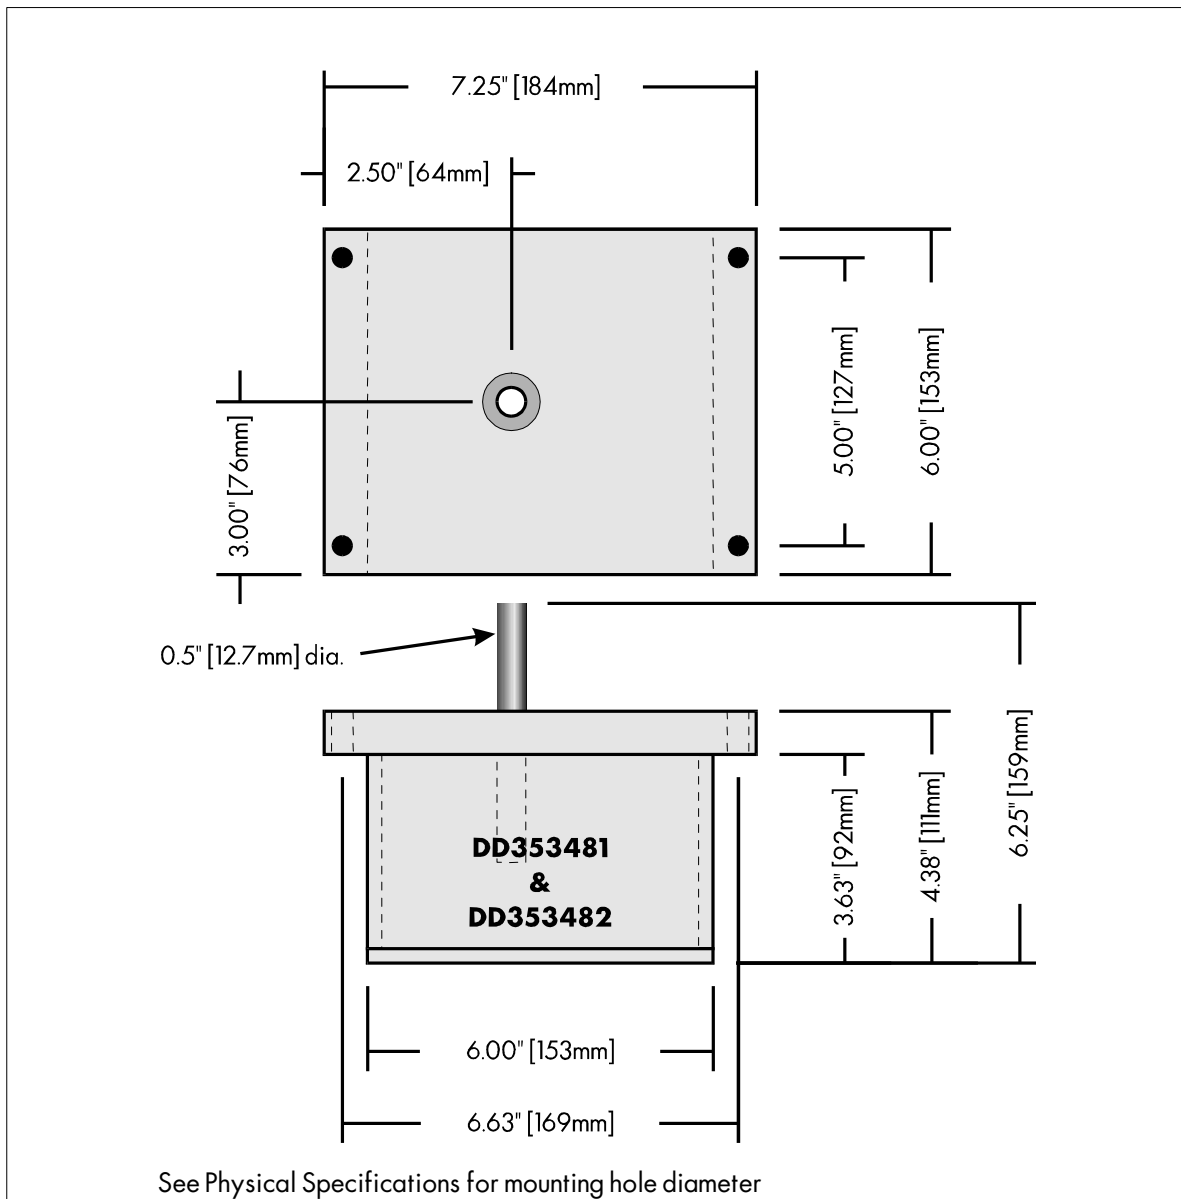 7.25" [184mm]
2.50" [64mm]
3.00" [76mm]
5.00" [127mm]
6.00" [153mm]
0.5" [12.7mm] dia.
DD353481
&
DD353482
3.63" [92mm]
4.38" [111mm]
6.25" [159mm]
6.00" [153mm]
6.63" [169mm]
See Physical Specifications for mounting hole diameter